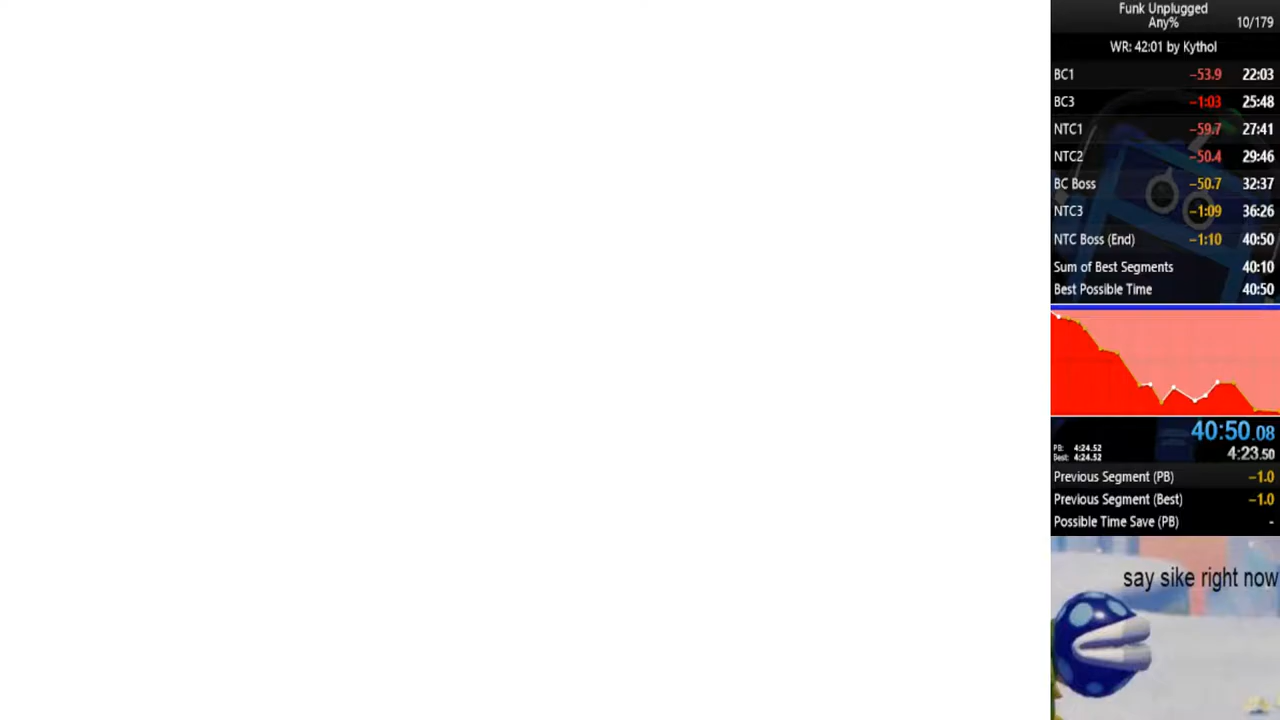 Funk Unplugged
Any% 10/179
WR: 42:01 by Kythol
BC1 −53.9 22:03
BC3 −1:03 25:48
NTC1 −59.7 27:41
NTC2 −50.4 29:46
BC Boss −50.7 32:37
NTC3 −1:09 36:26
NTC Boss (End) −1:10 40:50
Sum of Best Segments 40:10
Best Possible Time 40:50
40:50.08
PB: 4:24.52
Best: 4:24.52
4:23.50
Previous Segment (PB) −1.0
Previous Segment (Best) −1.0
Possible Time Save (PB) -
say sike right now